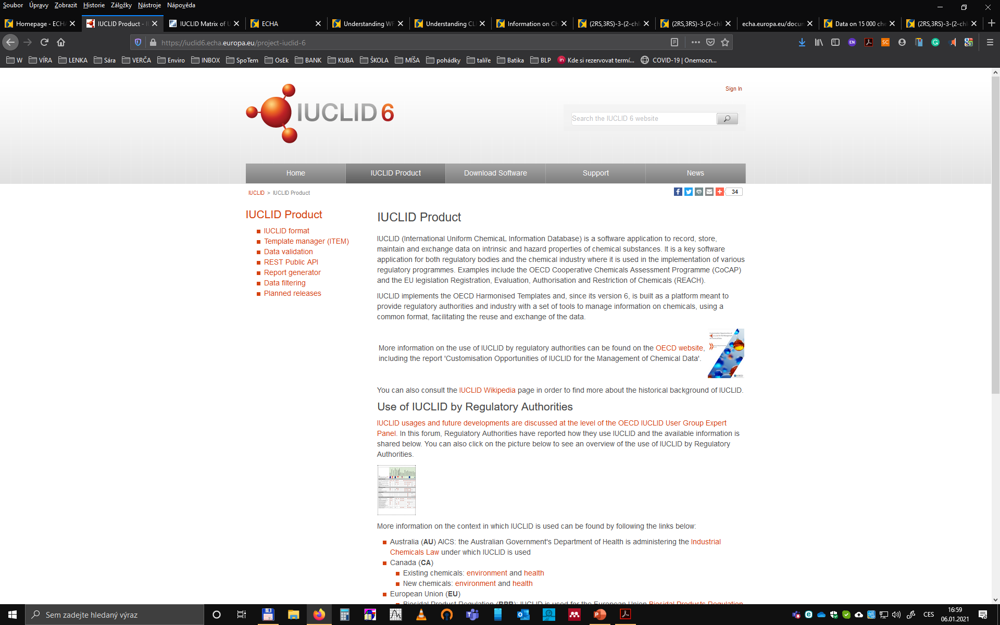 Soubor Úpravy Zobrazit Historie Záložky Nástroje Nápověda
Homepage - ECHA
IUCLID Product -
IUCLID Matrix of U
ECHA
Understanding
Understanding CL
Information on Ch
(2RS,3RS)-3-(2-chl
(2RS,3RS)-3-(2-chl
echa.europa.eu/docum
Data on 15 000 che
(2RS,3RS)-3-(2-chl
https://iuclid6.echa.europa.eu/project-iuclid-6
W VÍRA LENKA Sára VERČA Enviro INBOX SpoTem OsEk BANK KUBA ŠKOLA MÍŠA pohádky talíře Batika BLP Kde si rezervovat termí... COVID-19 | Onemocn...
Sign In
IUCLID 6
Search the IUCLID 6 website
Home IUCLID Product Download Software Support News
IUCLID > IUCLID Product
34
IUCLID Product
IUCLID format
Template manager (ITEM)
Data validation
REST Public API
Report generator
Data filtering
Planned releases
IUCLID Product
IUCLID (International Uniform ChemicaL Information Database) is a software application to record, store,
maintain and exchange data on intrinsic and hazard properties of chemical substances. It is a key software
application for both regulatory bodies and the chemical industry where it is used in the implementation of various
regulatory programmes. Examples include the OECD Cooperative Chemicals Assessment Programme (CoCAP)
and the EU legislation Registration, Evaluation, Authorisation and Restriction of Chemicals (REACH).
IUCLID implements the OECD Harmonised Templates and, since its version 6, is built as a platform meant to
provide regulatory authorities and industry with a set of tools to manage information on chemicals, using a
common format, facilitating the reuse and exchange of the data.
More information on the use of IUCLID by regulatory authorities can be found on the OECD website,
including the report 'Customisation Opportunities of IUCLID for the Management of Chemical Data'.
You can also consult the IUCLID Wikipedia page in order to find more about the historical background of IUCLID.
Use of IUCLID by Regulatory Authorities
IUCLID usages and future developments are discussed at the level of the OECD IUCLID User Group Expert
Panel. In this forum, Regulatory Authorities have reported how they use IUCLID and the available information is
shared below. You can also click on the picture below to see an overview of the use of IUCLID by Regulatory
Authorities.
More information on the context in which IUCLID is used can be found by following the links below:
Australia (AU) AICS: the Australian Government's Department of Health is administering the Industrial
Chemicals Law under which IUCLID is used
Canada (CA)
Existing chemicals: environment and health
New chemicals: environment and health
European Union (EU)
Biocidal Product Regulation (BPR): IUCLID is used for the European Union Biocidal Products Regulation
Sem zadejte hledaný výraz
CES
16:59
06.01.2021